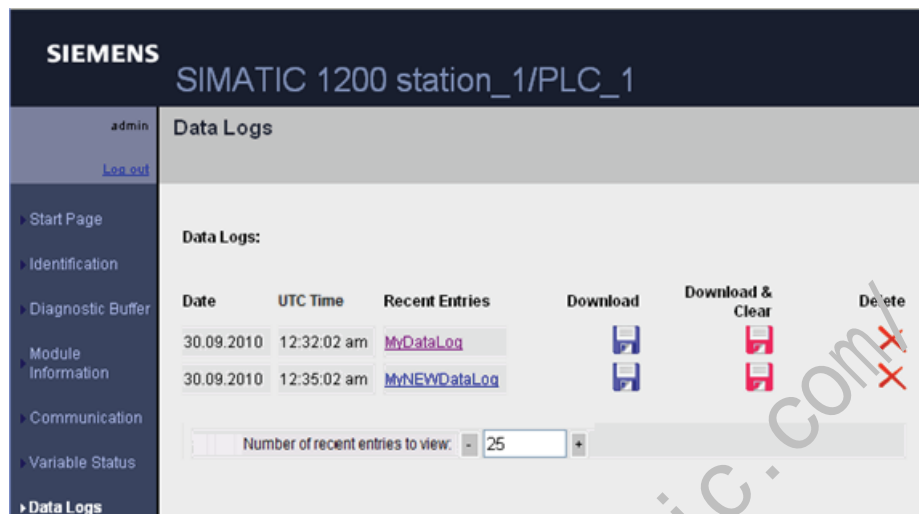 SIEMENS
SIMATIC 1200 station_1/PLC_1
admin
Log out
Data Logs
Start Page
Identification
Diagnostic Buffer
Module
Information
Communication
Variable Status
Data Logs
Data Logs:
Date UTC Time Recent Entries Download Download & Clear Delete
30.09.2010 12:32:02 am MyDataLog
30.09.2010 12:35:02 am MyNEWDataLog
Number of recent entries to view: - 25 +
ic.com/